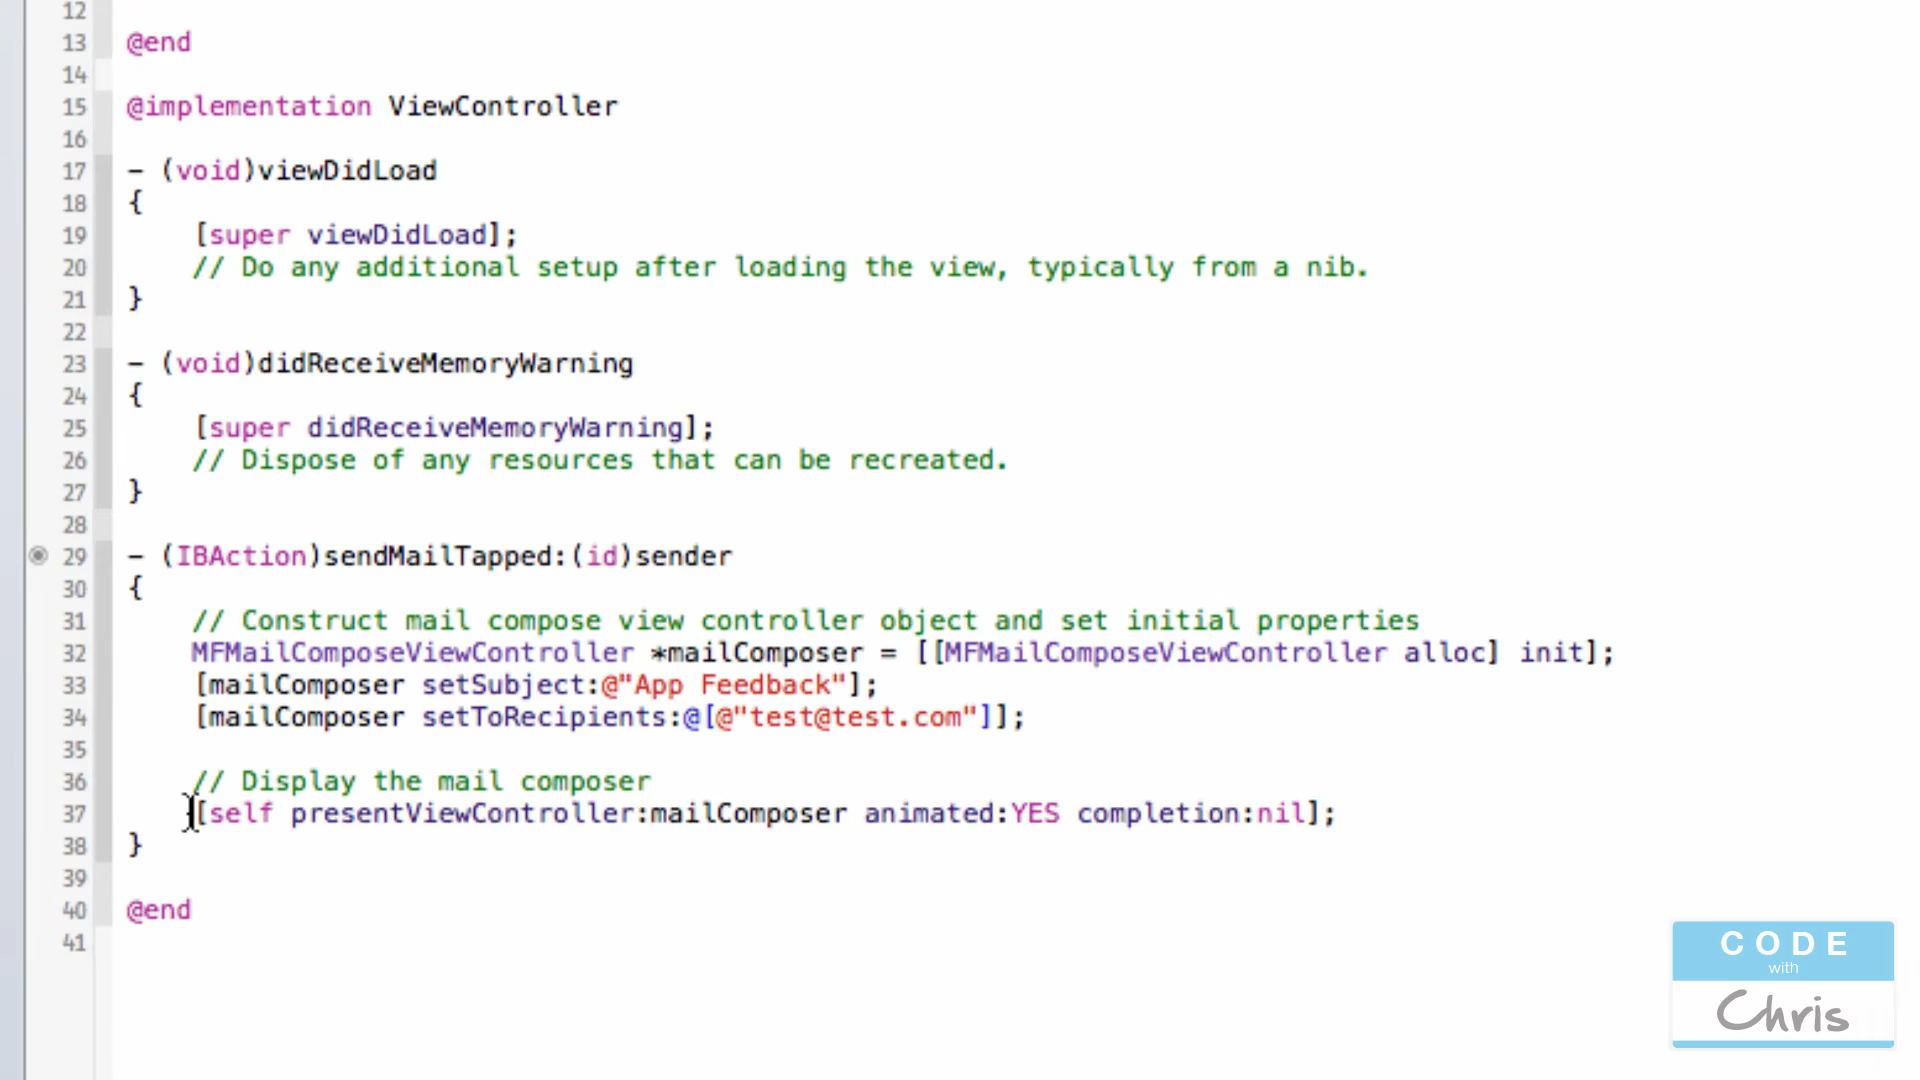 12
13 @end
14
15 @implementation ViewController
16
17 - (void)viewDidLoad
18 {
19     [super viewDidLoad];
20     // Do any additional setup after loading the view, typically from a nib.
21 }
22
23 - (void)didReceiveMemoryWarning
24 {
25     [super didReceiveMemoryWarning];
26     // Dispose of any resources that can be recreated.
27 }
28
29 - (IBAction)sendMailTapped:(id)sender
30 {
31     // Construct mail compose view controller object and set initial properties
32     MFMailComposeViewController *mailComposer = [[MFMailComposeViewController alloc] init];
33     [mailComposer setSubject:@"App Feedback"];
34     [mailComposer setToRecipients:@[@"test@test.com"]];
35
36     // Display the mail composer
37     [self presentViewController:mailComposer animated:YES completion:nil];
38 }
39
40 @end
41
CODE
with
Chris